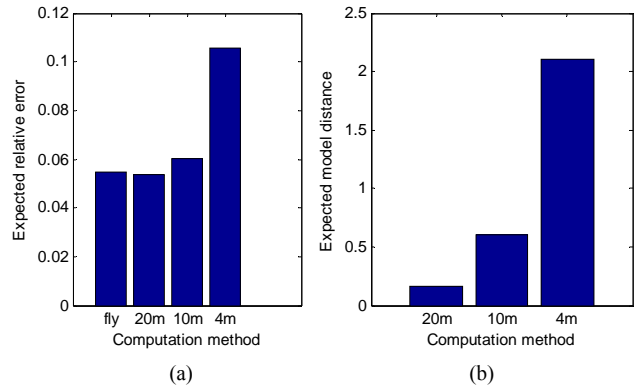 0.12
0.1
0.08
0.06
0.04
0.02
0
Expected relative error
fly 20m 10m 4m
Computation method
(a)
2.5
2
1.5
1
0.5
0
Expected model distance
20m 10m 4m
Computation method
(b)